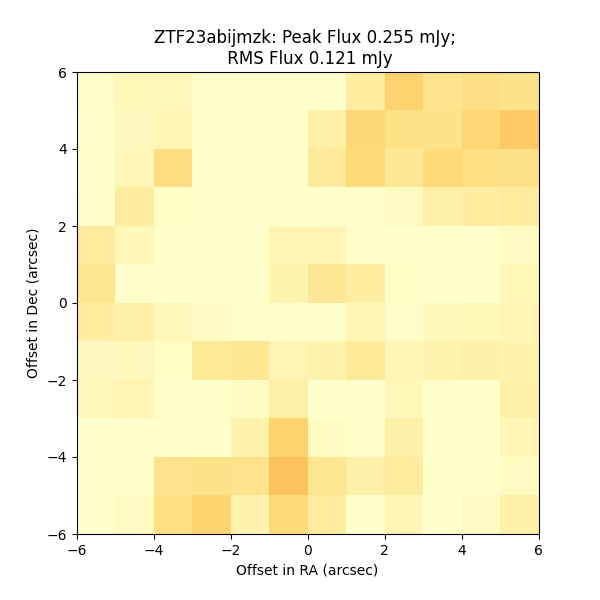 ZTF23abijmzk: Peak Flux 0.255 mJy;
RMS Flux 0.121 mJy
6
4
2
0
−2
−4
−6
Offset in Dec (arcsec)
−6 −4 −2 0 2 4 6
Offset in RA (arcsec)